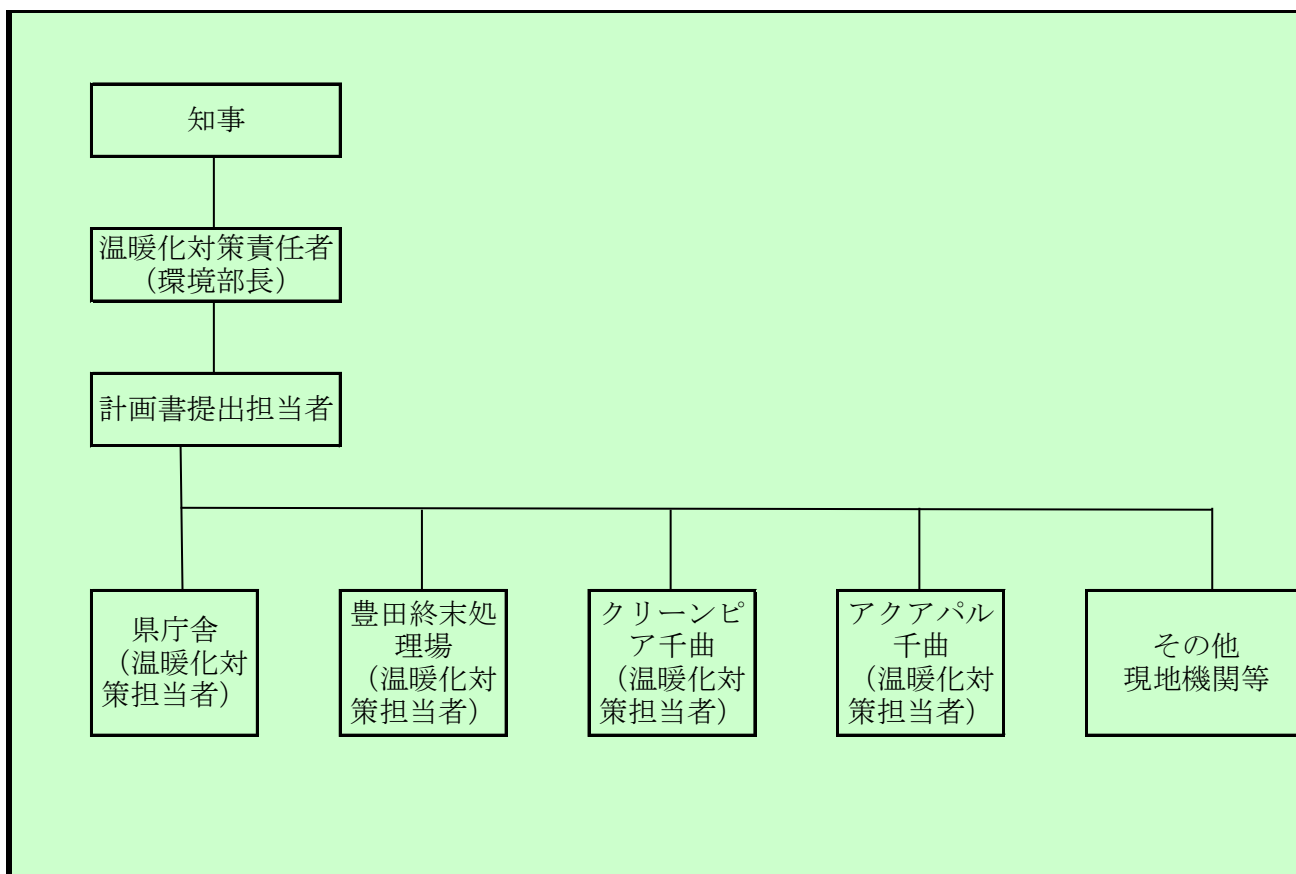 知事
温暖化対策責任者
（環境部長）
計画書提出担当者
県庁舎
（温暖化対
策担当者）
豊田終末処
理場
（温暖化対
策担当者）
クリーンピ
ア千曲
（温暖化対
策担当者）
アクアパル
千曲
（温暖化対
策担当者）
その他
現地機関等